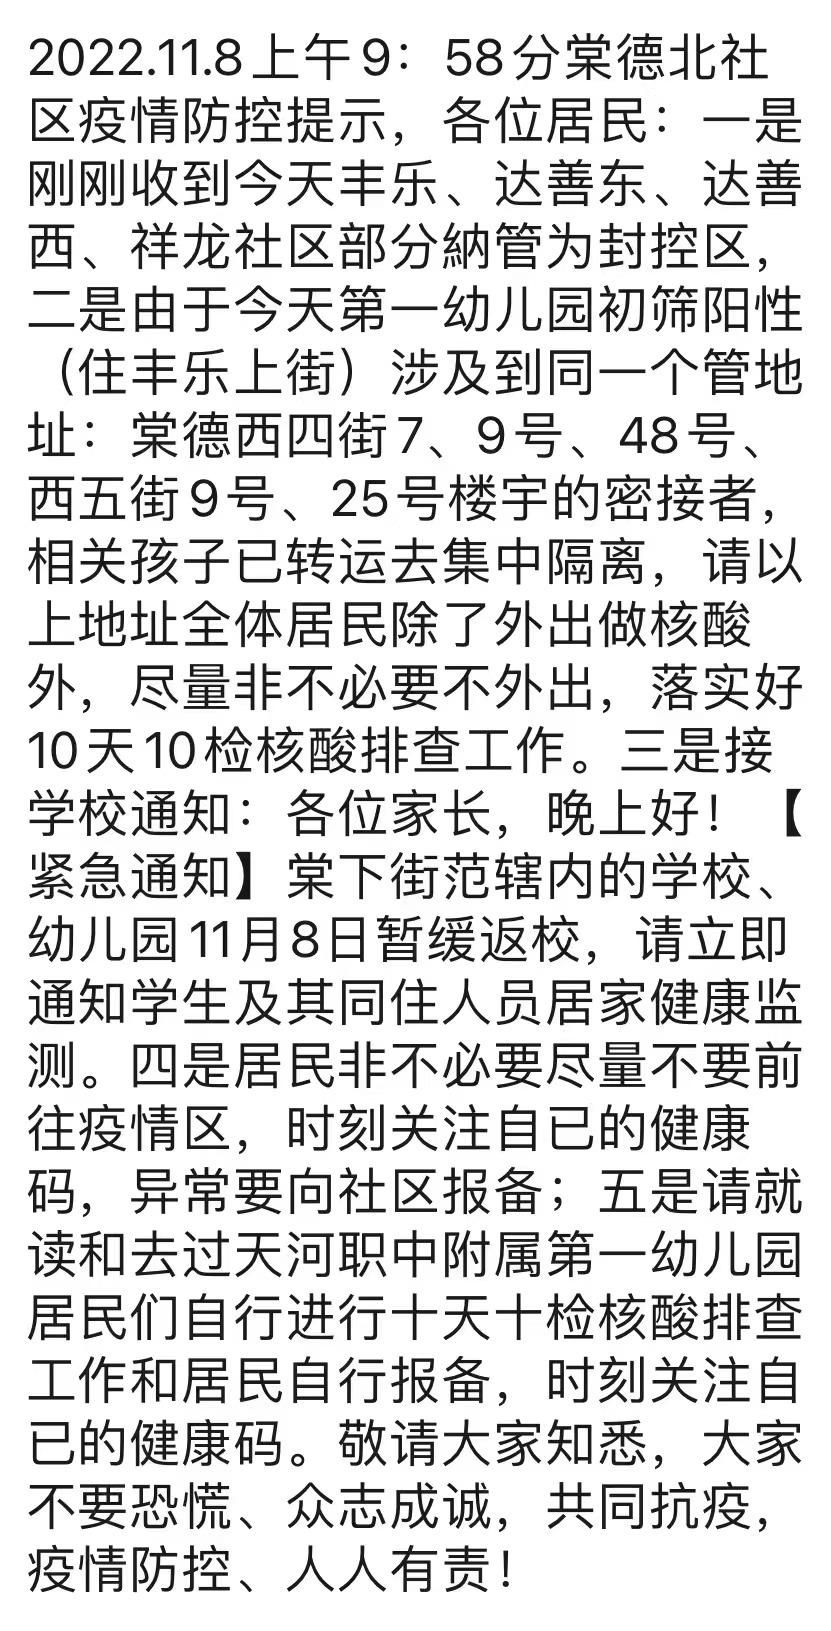 2022.11.8上午9：58分棠德北社
区疫情防控提示，各位居民：一是
刚刚收到今天丰乐、达善东、达善
西、祥龙社区部分納管为封控区，
二是由于今天第一幼儿园初筛阳性
（住丰乐上街）涉及到同一个管地
址：棠德西四街7、9号、48号、
西五街9号、25号楼宇的密接者，
相关孩子已转运去集中隔离，请以
上地址全体居民除了外出做核酸
外，尽量非不必要不外出，落实好
10天10检核酸排查工作。三是接
学校通知：各位家长，晚上好！【
紧急通知】棠下街范辖内的学校、
幼儿园11月8日暂缓返校，请立即
通知学生及其同住人员居家健康监
测。四是居民非不必要尽量不要前
往疫情区，时刻关注自已的健康
码，异常要向社区报备；五是请就
读和去过天河职中附属第一幼儿园
居民们自行进行十天十检核酸排查
工作和居民自行报备，时刻关注自
已的健康码。敬请大家知悉，大家
不要恐慌、众志成诚，共同抗疫，
疫情防控、人人有责！